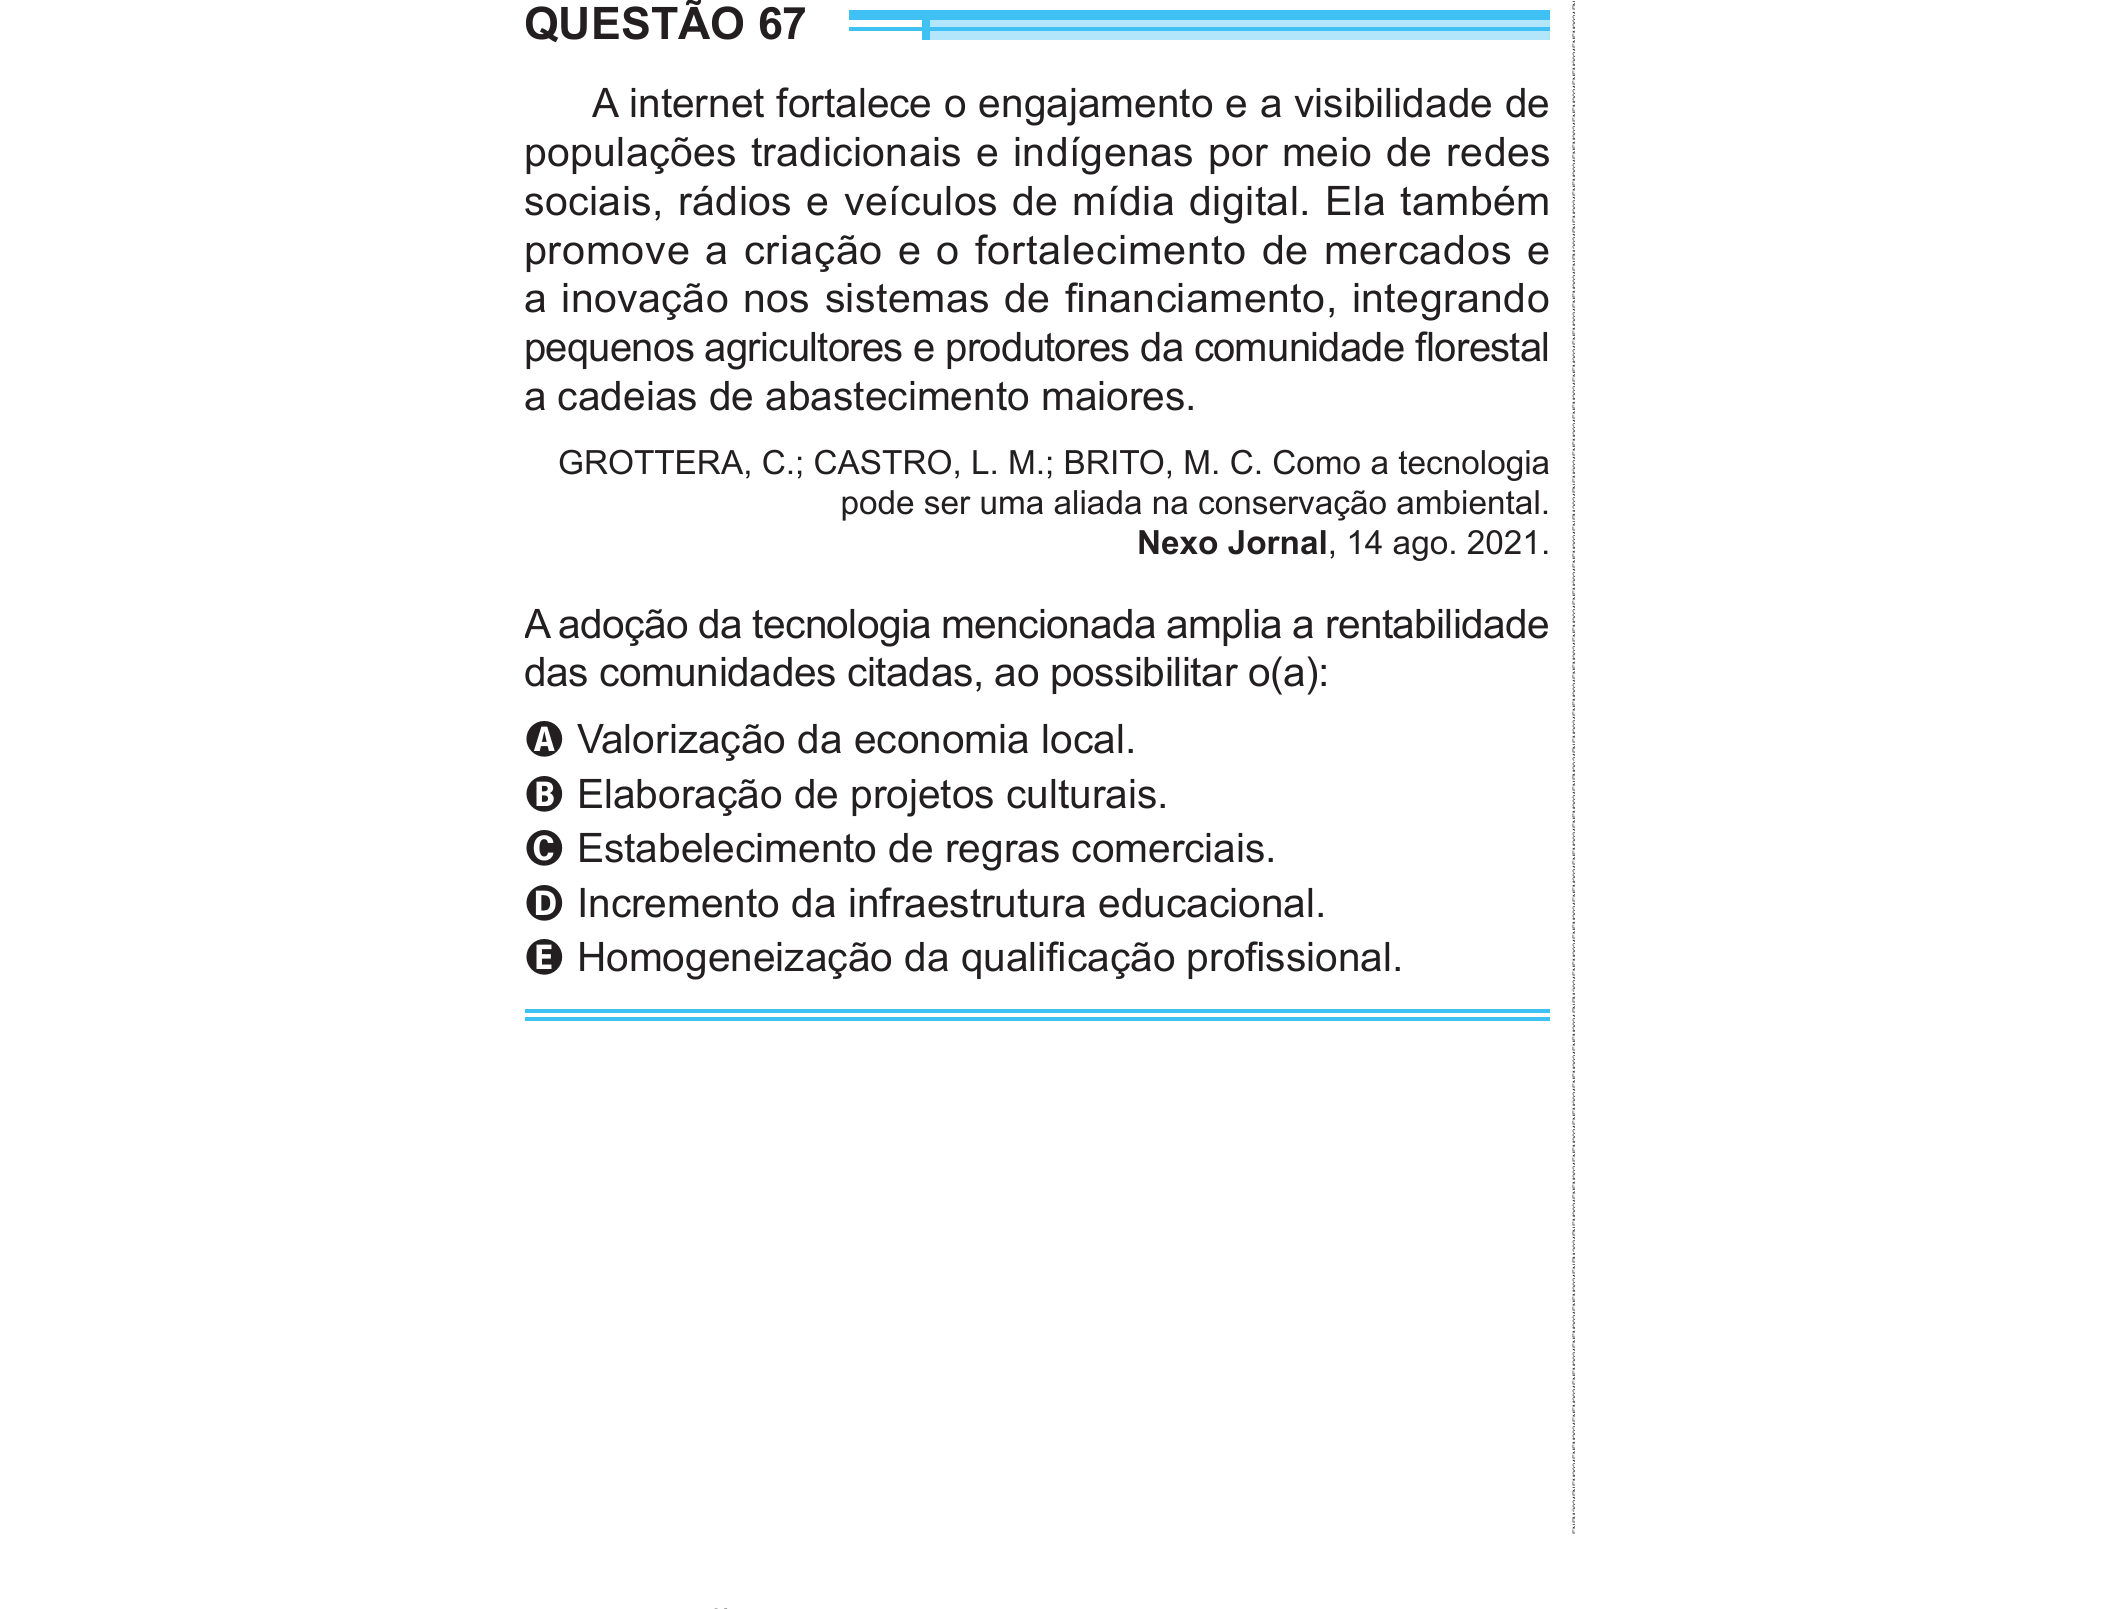 QUESTÃO 67
A internet fortalece o engajamento e a visibilidade de
populações tradicionais e indígenas por meio de redes
sociais, rádios e veículos de mídia digital. Ela também
promove a criação e o fortalecimento de mercados e
a inovação nos sistemas de financiamento, integrando
pequenos agricultores e produtores da comunidade florestal
a cadeias de abastecimento maiores.
GROTTERA, C.; CASTRO, L. M.; BRITO, M. C. Como a tecnologia
pode ser uma aliada na conservação ambiental.
Nexo Jornal, 14 ago. 2021.
A adoção da tecnologia mencionada amplia a rentabilidade
das comunidades citadas, ao possibilitar o(a):
A Valorização da economia local.
B Elaboração de projetos culturais.
C Estabelecimento de regras comerciais.
D Incremento da infraestrutura educacional.
E Homogeneização da qualificação profissional.